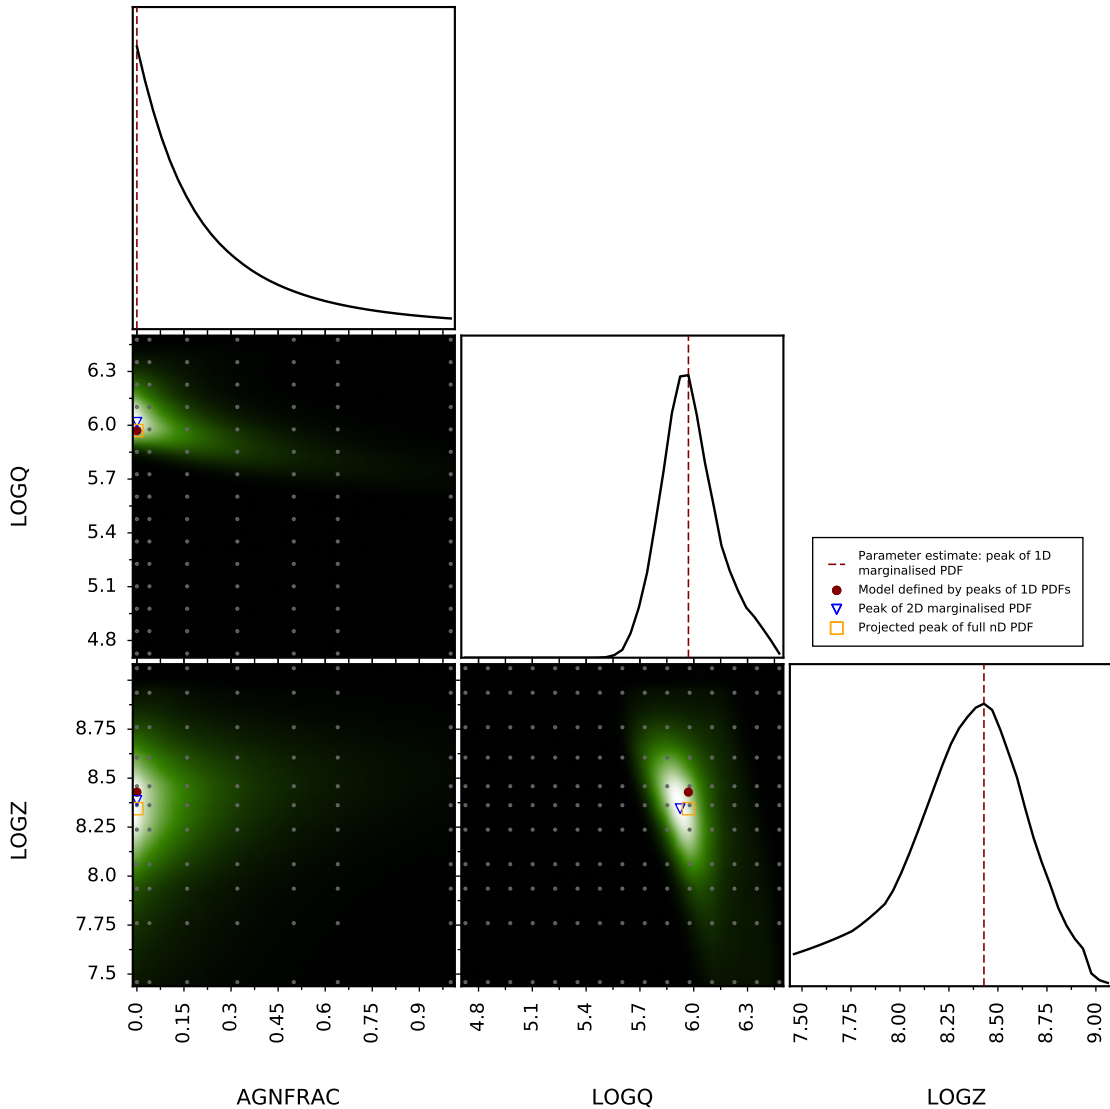 LOGQ
6.3
6.0
5.7
5.4
5.1
4.8
Parameter estimate: peak of 1D
marginalised PDF
Model defined by peaks of 1D PDFs
Peak of 2D marginalised PDF
Projected peak of full nD PDF
LOGZ
8.75
8.5
8.25
8.0
7.75
7.5
0.0 0.15 0.3 0.45 0.6 0.75 0.9
4.8 5.1 5.4 5.7 6.0 6.3
7.50 7.75 8.00 8.25 8.50 8.75 9.00
AGNFRAC
LOGQ
LOGZ